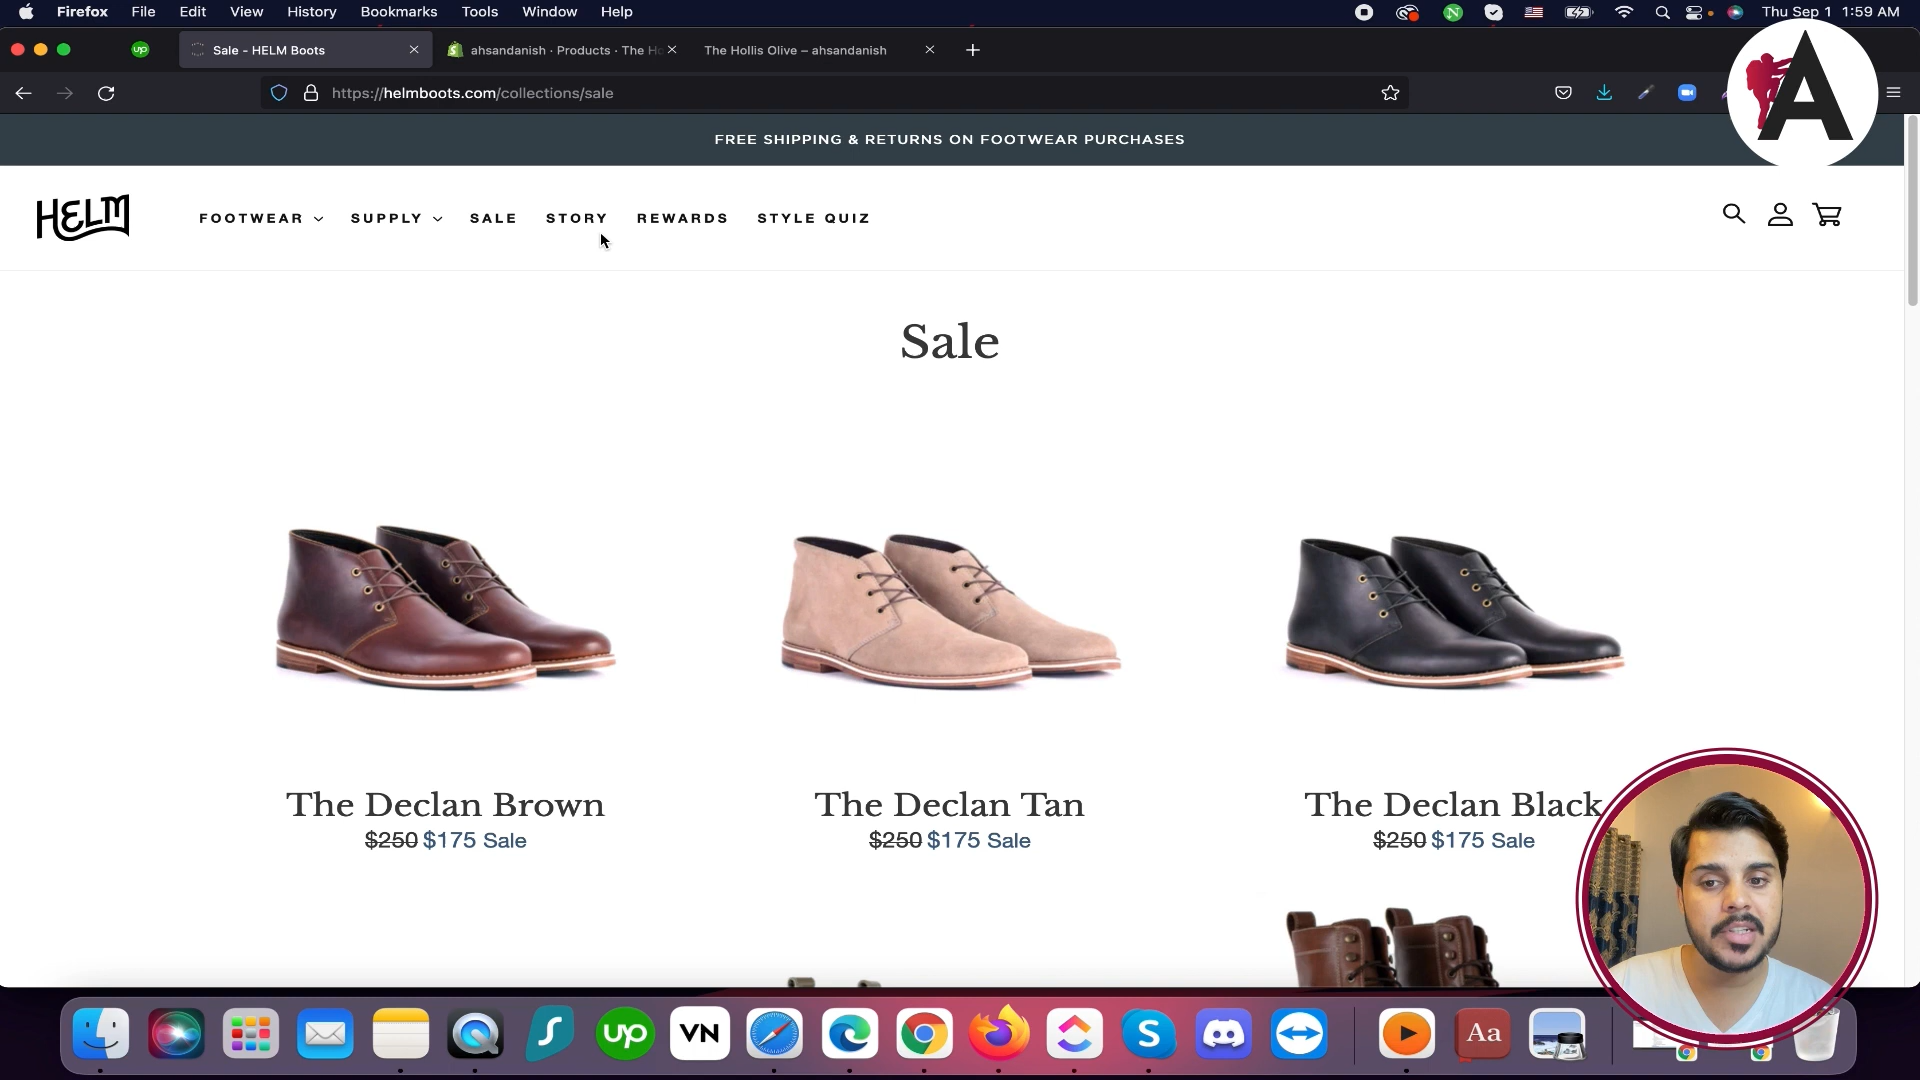 Firefox File Edit View History Bookmarks Tools Window Help
Thu Sep 1 1:59 AM
up Sale - HELM Boots
ahsandanish · Products · The Ho
The Hollis Olive – ahsandanish
https://helmboots.com/collections/sale
FREE SHIPPING & RETURNS ON FOOTWEAR PURCHASES
HELM
FOOTWEAR SUPPLY SALE STORY REWARDS STYLE QUIZ
Sale
The Declan Brown
$250 $175 Sale
The Declan Tan
$250 $175 Sale
The Declan Black
$250 $175 Sale
A
up VN S Aa